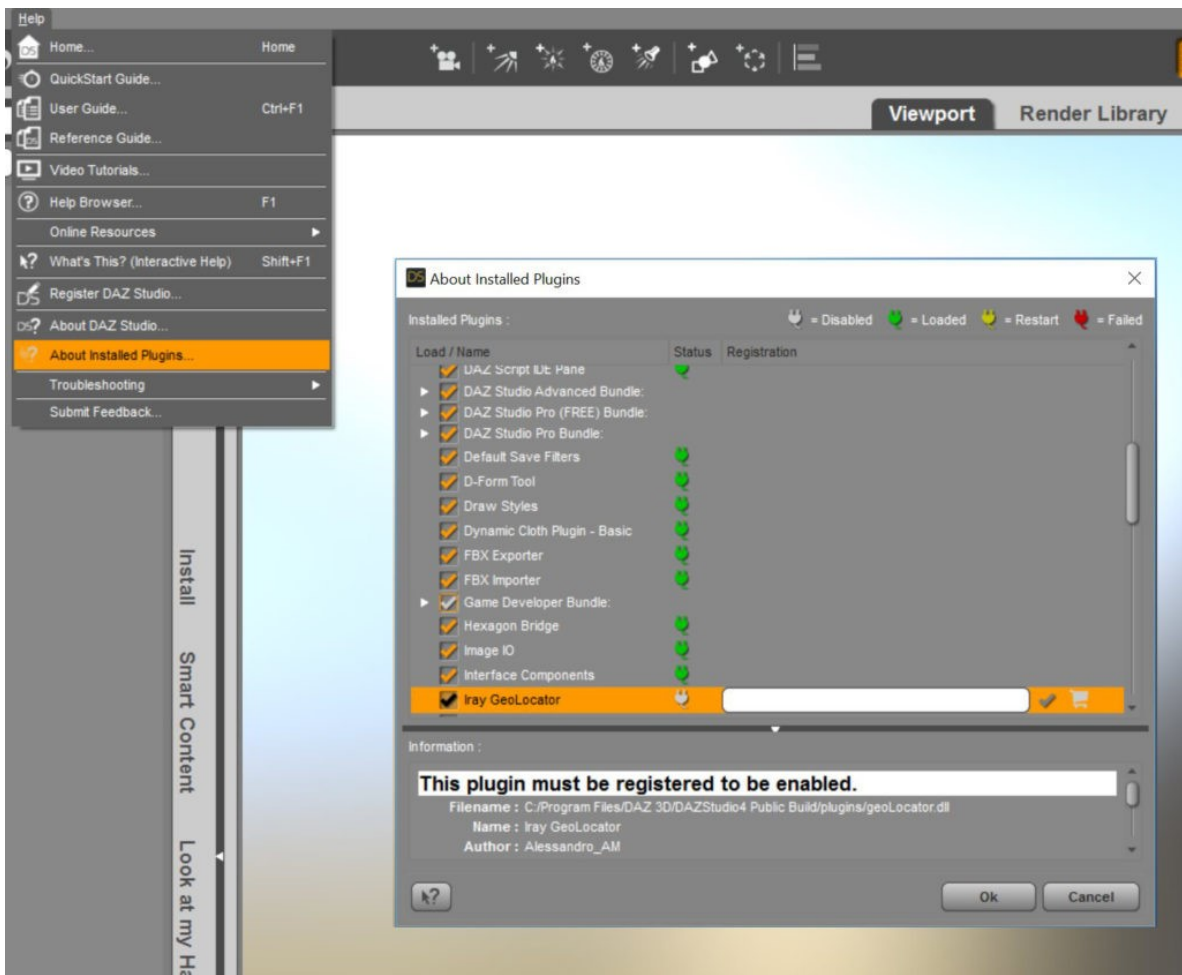 Help
Home... Home
QuickStart Guide...
User Guide... Ctrl+F1
Reference Guide...
Video Tutorials...
Help Browser... F1
Online Resources
What's This? (Interactive Help) Shift+F1
Register DAZ Studio...
About DAZ Studio...
About Installed Plugins...
Troubleshooting
Submit Feedback...
Viewport Render Library
Install
Smart Content
Look at my
About Installed Plugins
Installed Plugins : = Disabled = Loaded = Restart = Failed
Load / Name Status Registration
DAZ Script IDE Pane
DAZ Studio Advanced Bundle:
DAZ Studio Pro (FREE) Bundle:
DAZ Studio Pro Bundle:
Default Save Filters
D-Form Tool
Draw Styles
Dynamic Cloth Plugin - Basic
FBX Exporter
FBX Importer
Game Developer Bundle:
Hexagon Bridge
Image IO
Interface Components
Iray GeoLocator
Information :
This plugin must be registered to be enabled.
Filename : C:/Program Files/DAZ 3D/DAZStudio4 Public Build/plugins/geoLocator.dll
Name : Iray GeoLocator
Author : Alessandro_AM
Ok Cancel